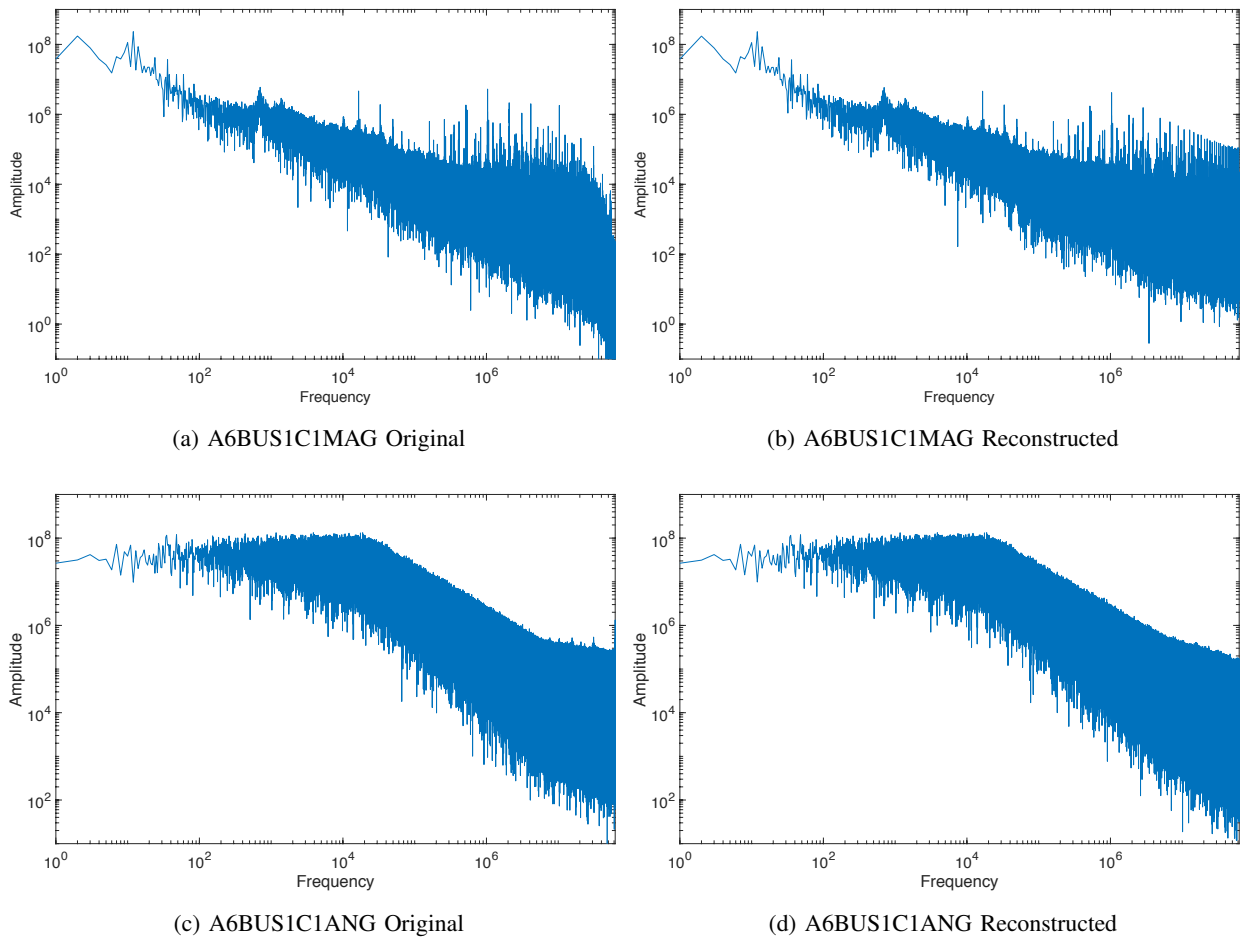 10^8
10^6
10^4
10^2
10^0
Amplitude
10^0 10^2 10^4 10^6
Frequency
(a) A6BUS1C1MAG Original
10^8
10^6
10^4
10^2
10^0
Amplitude
10^0 10^2 10^4 10^6
Frequency
(b) A6BUS1C1MAG Reconstructed
10^8
10^6
10^4
10^2
Amplitude
10^0 10^2 10^4 10^6
Frequency
(c) A6BUS1C1ANG Original
10^8
10^6
10^4
10^2
Amplitude
10^0 10^2 10^4 10^6
Frequency
(d) A6BUS1C1ANG Reconstructed